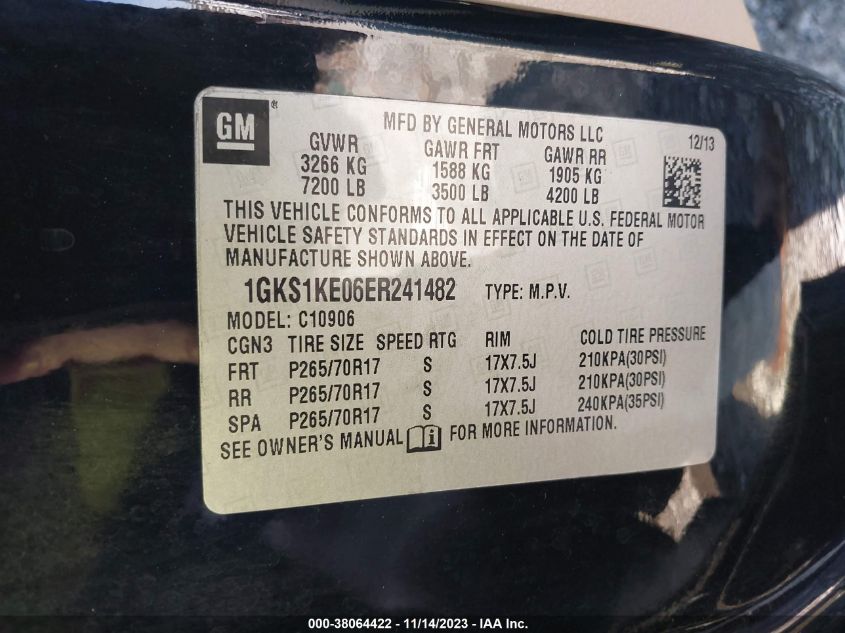 GM ®
MFD BY GENERAL MOTORS LLC 12/13
GVWR GAWR FRT GAWR RR
3266 KG 1588 KG 1905 KG
7200 LB 3500 LB 4200 LB
THIS VEHICLE CONFORMS TO ALL APPLICABLE U.S. FEDERAL MOTOR
VEHICLE SAFETY STANDARDS IN EFFECT ON THE DATE OF
MANUFACTURE SHOWN ABOVE.
1GKS1KE06ER241482 TYPE: M.P.V.
MODEL: C10906
CGN3 TIRE SIZE SPEED RTG RIM COLD TIRE PRESSURE
FRT P265/70R17 S 17X7.5J 210KPA(30PSI)
RR P265/70R17 S 17X7.5J 210KPA(30PSI)
SPA P265/70R17 S 17X7.5J 240KPA(35PSI)
SEE OWNER'S MANUAL FOR MORE INFORMATION.
000-38064422 - 11/14/2023 - IAA Inc.